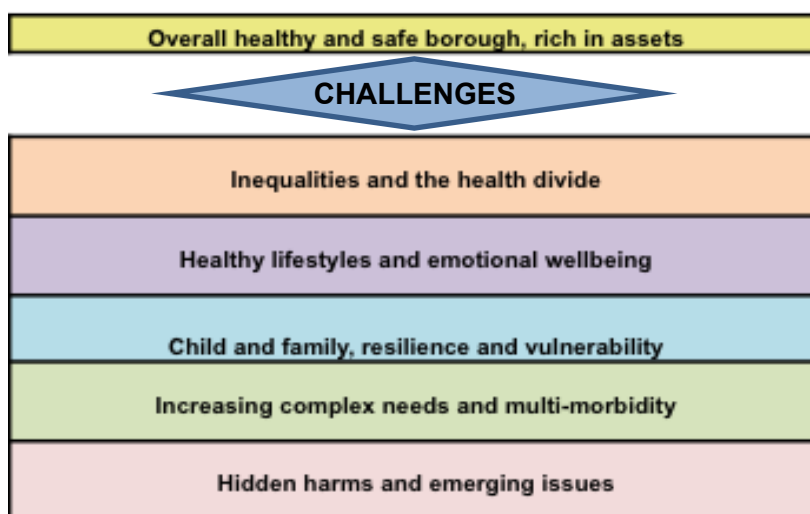 Overall healthy and safe borough, rich in assets
CHALLENGES
Inequalities and the health divide
Healthy lifestyles and emotional wellbeing
Child and family, resilience and vulnerability
Increasing complex needs and multi-morbidity
Hidden harms and emerging issues